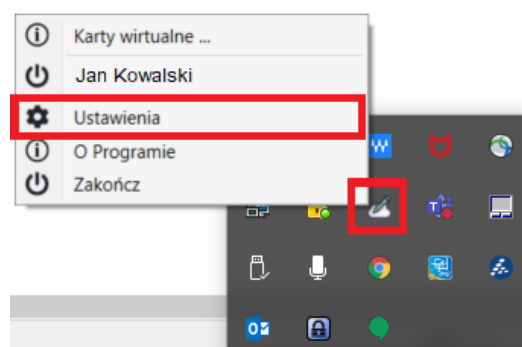 Karty wirtualne ...
Jan Kowalski
Ustawienia
O Programie
Zakończ